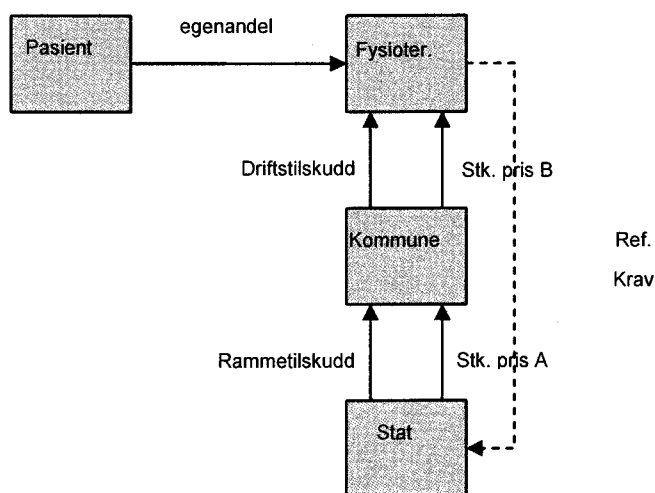 egenandel
Pasient
Fysioter.
Driftstilskudd
Stk. pris B
Kommune
Ref.
Krav
Rammetilskudd
Stk. pris A
Stat